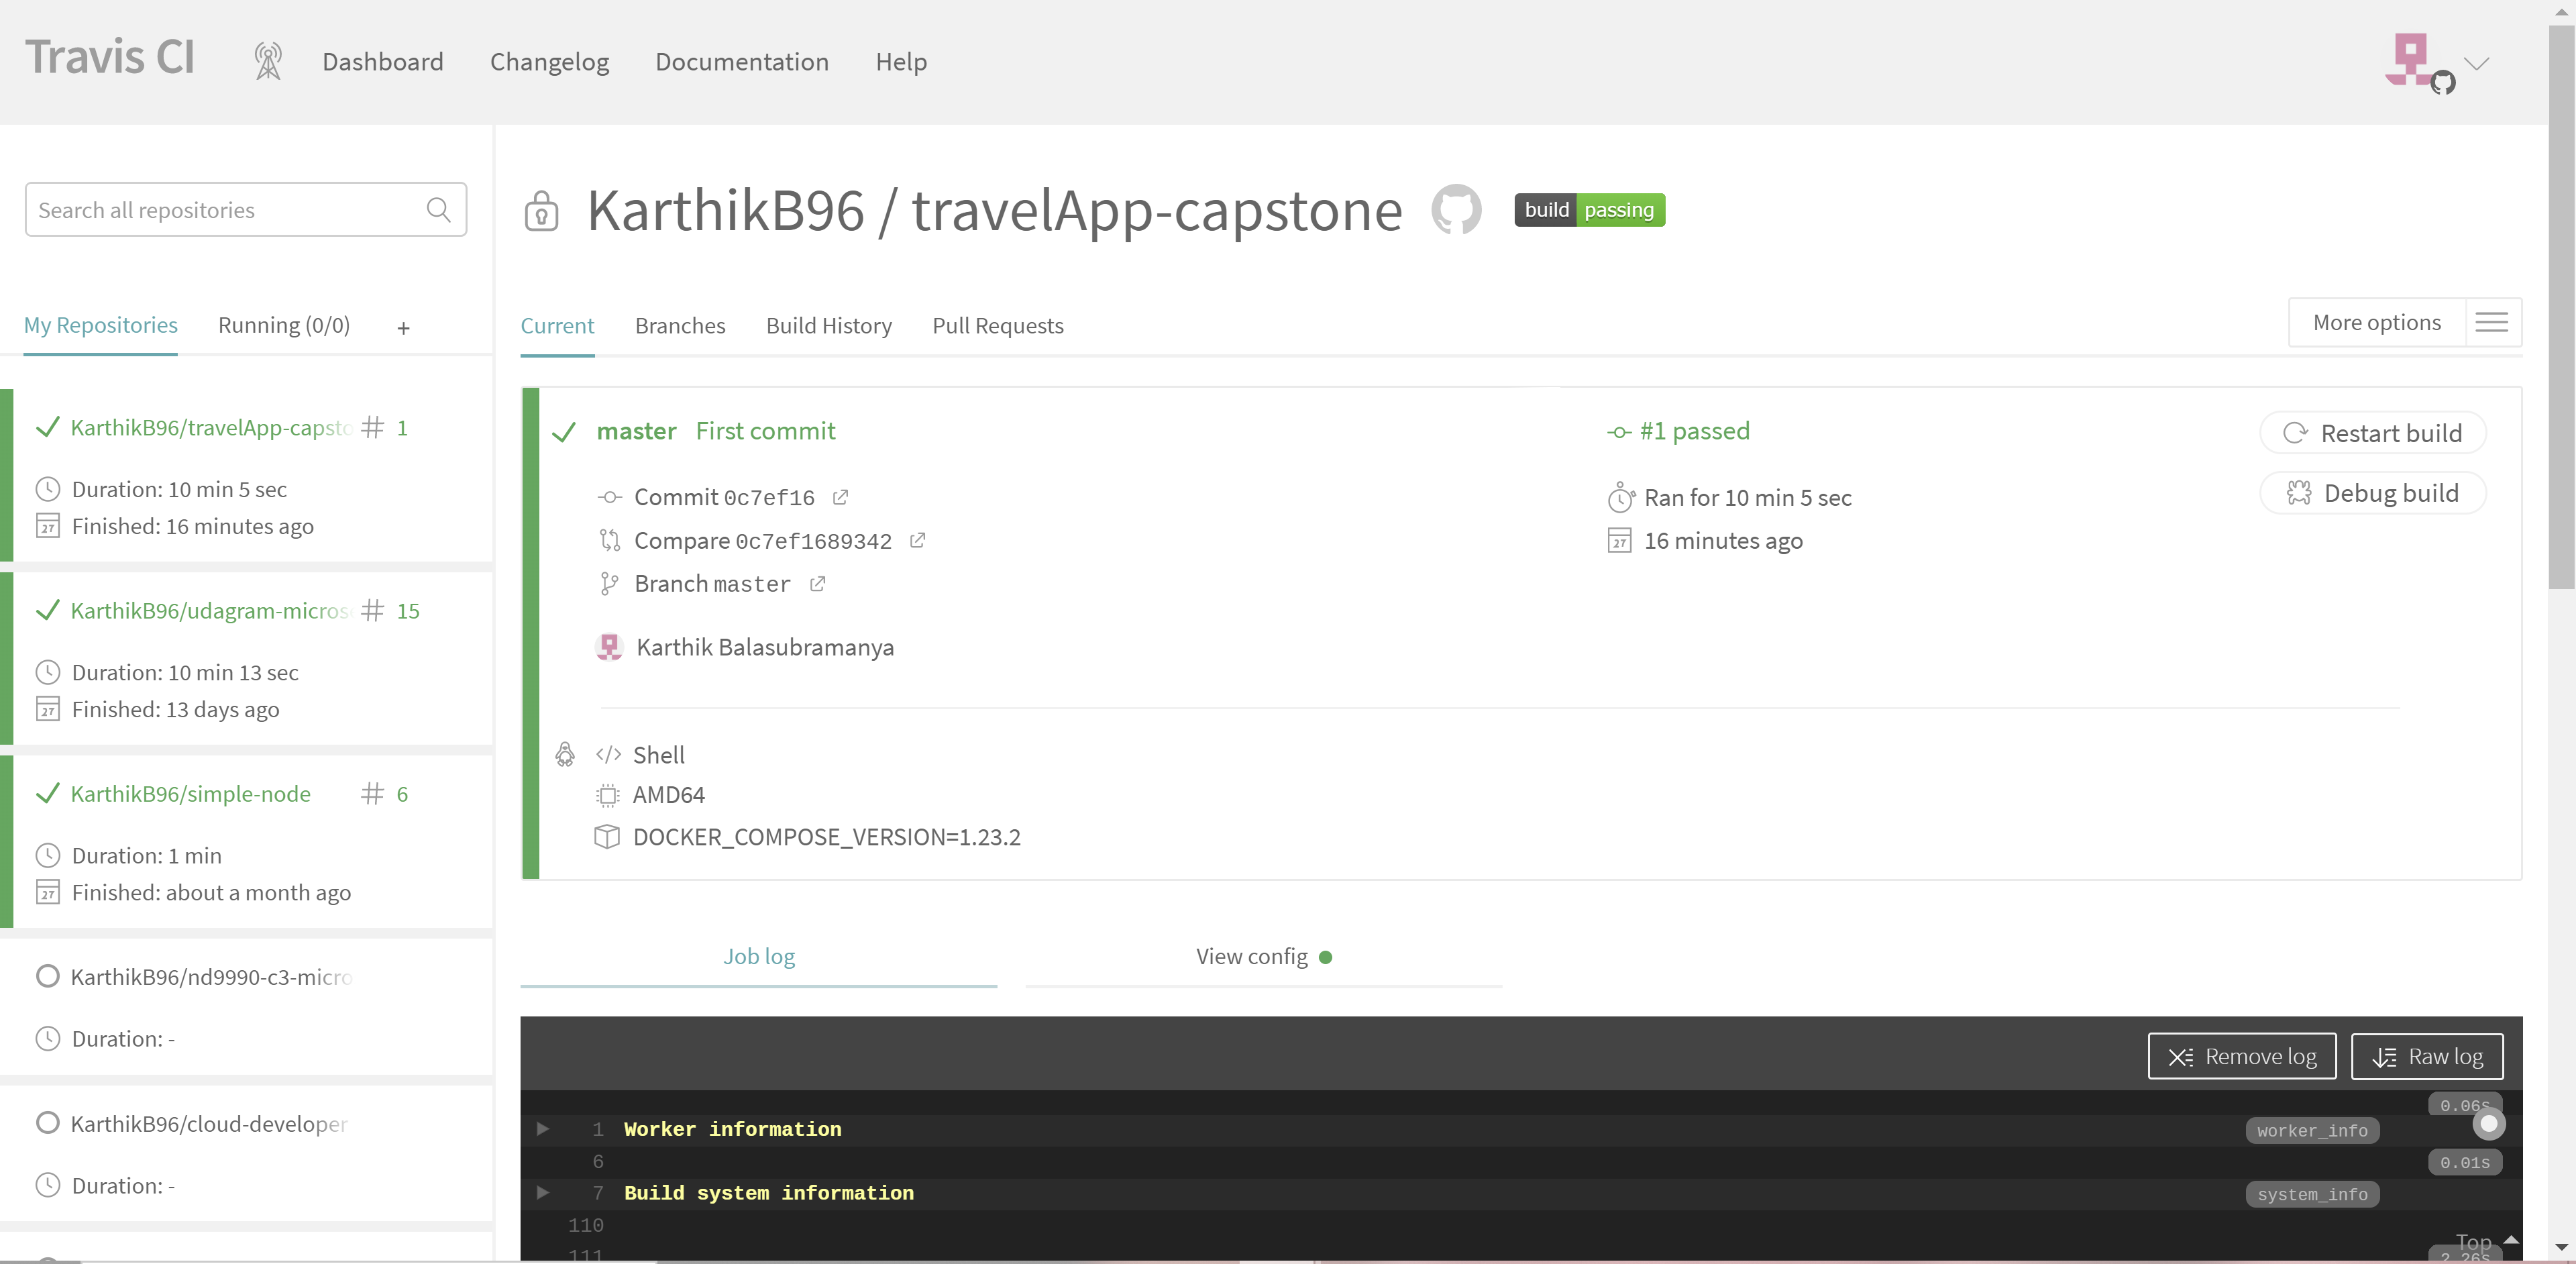 Travis CI
Dashboard
Changelog
Documentation
Help
Search all repositories
My Repositories
Running (0/0)
+
KarthikB96/travelApp-capsto
# 1
Duration: 10 min 5 sec
Finished: 16 minutes ago
KarthikB96/udagram-micros
# 15
Duration: 10 min 13 sec
Finished: 13 days ago
KarthikB96/simple-node
# 6
Duration: 1 min
Finished: about a month ago
KarthikB96/nd9990-c3-micro
Duration: -
KarthikB96/cloud-developer
Duration: -
KarthikB96 / travelApp-capstone
build passing
Current
Branches
Build History
Pull Requests
More options
master First commit
Commit 0c7ef16
Compare 0c7ef1689342
Branch master
Karthik Balasubramanya
#1 passed
Ran for 10 min 5 sec
16 minutes ago
Restart build
Debug build
Shell
AMD64
DOCKER_COMPOSE_VERSION=1.23.2
Job log
View config
Remove log
Raw log
0.06s
1 Worker information
worker_info
6
0.01s
7 Build system information
system_info
110
Top
111
2.26s